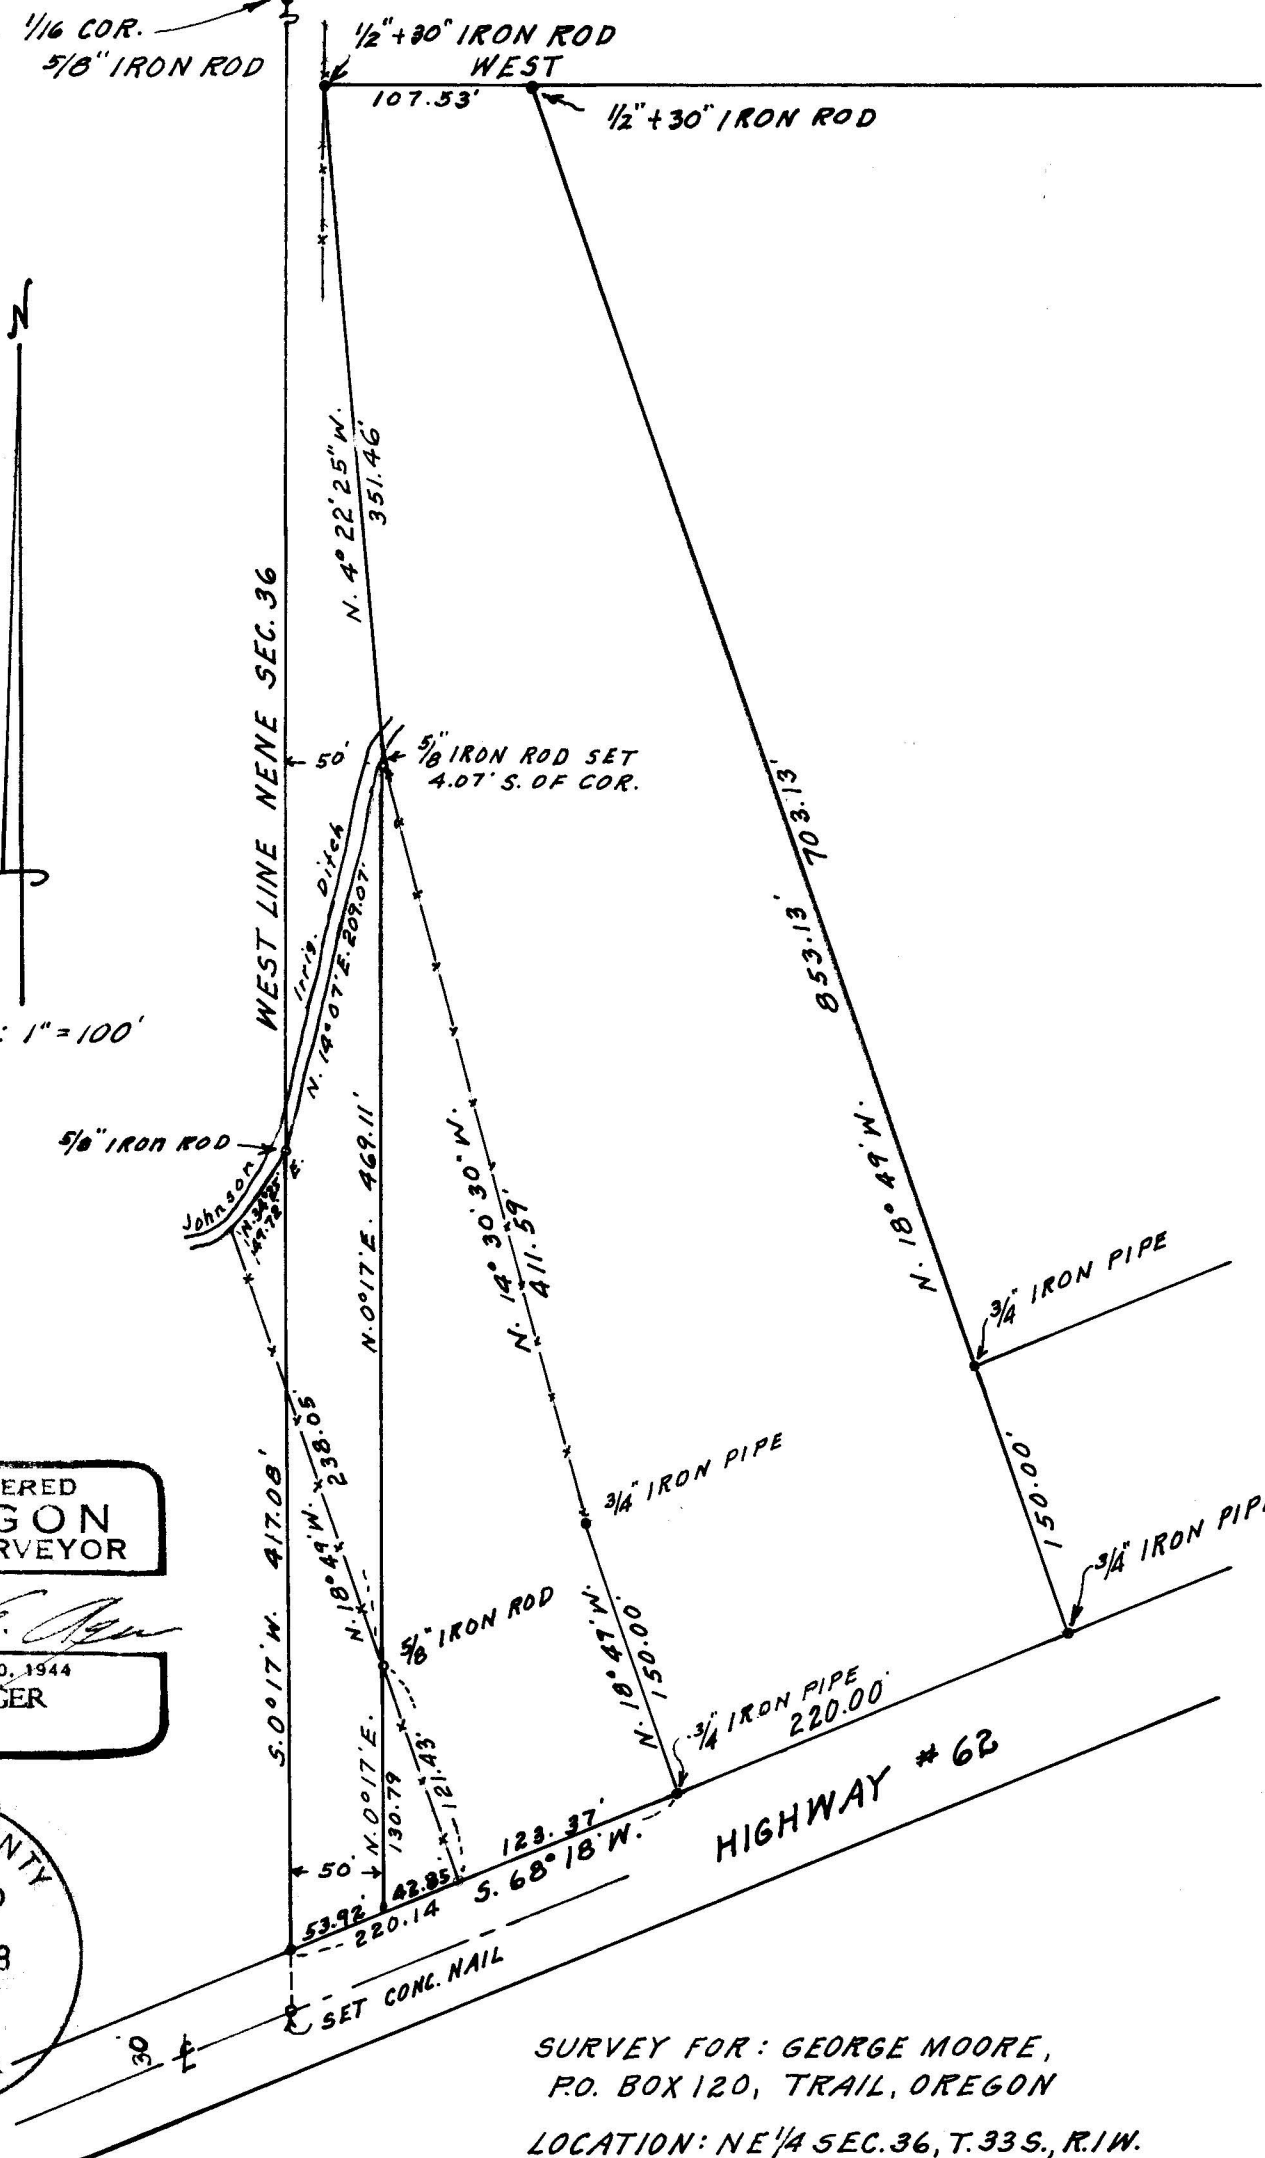 1/16 COR.
5/8" IRON ROD
1/2"+30" IRON ROD
WEST
107.53'
1/2"+30" IRON ROD
N
N. 4° 22' 25" W.
351.46'
WEST LINE NENE SEC. 36
50'
5/8" IRON ROD SET
4.07' S. OF COR.
703.13'
853.13'
N. 18° 49' W.
Irrig. Ditch
N. 14° 07' E. 209.07'
: 1" = 100'
5/8" IRON ROD
Johnson
N. 34° 25' E.
49.72'
N. 0° 17' E. 469.11'
N. 14° 30' 30" W.
411.59'
3/4" IRON PIPE
150.00'
3/4" IRON PIPE
3/4" IRON PIP
N. 18° 49' W. 238.05
S. 0° 17' W. 417.08'
5/8" IRON ROD
N. 18° 49' W.
150.00'
3/4" IRON PIPE
220.00'
ERED
GON
RVEYOR
0, 1944
GER
N. 0° 17' E.
130.79
121.43'
50'
53.92'
42.85'
123.37'
S. 68° 18' W.
220.14
HIGHWAY # 62
NTY
SET CONC. NAIL
30'
℄
SURVEY FOR: GEORGE MOORE,
P.O. BOX 120, TRAIL, OREGON
LOCATION: NE 1/4 SEC. 36, T. 33 S., R. 1 W.